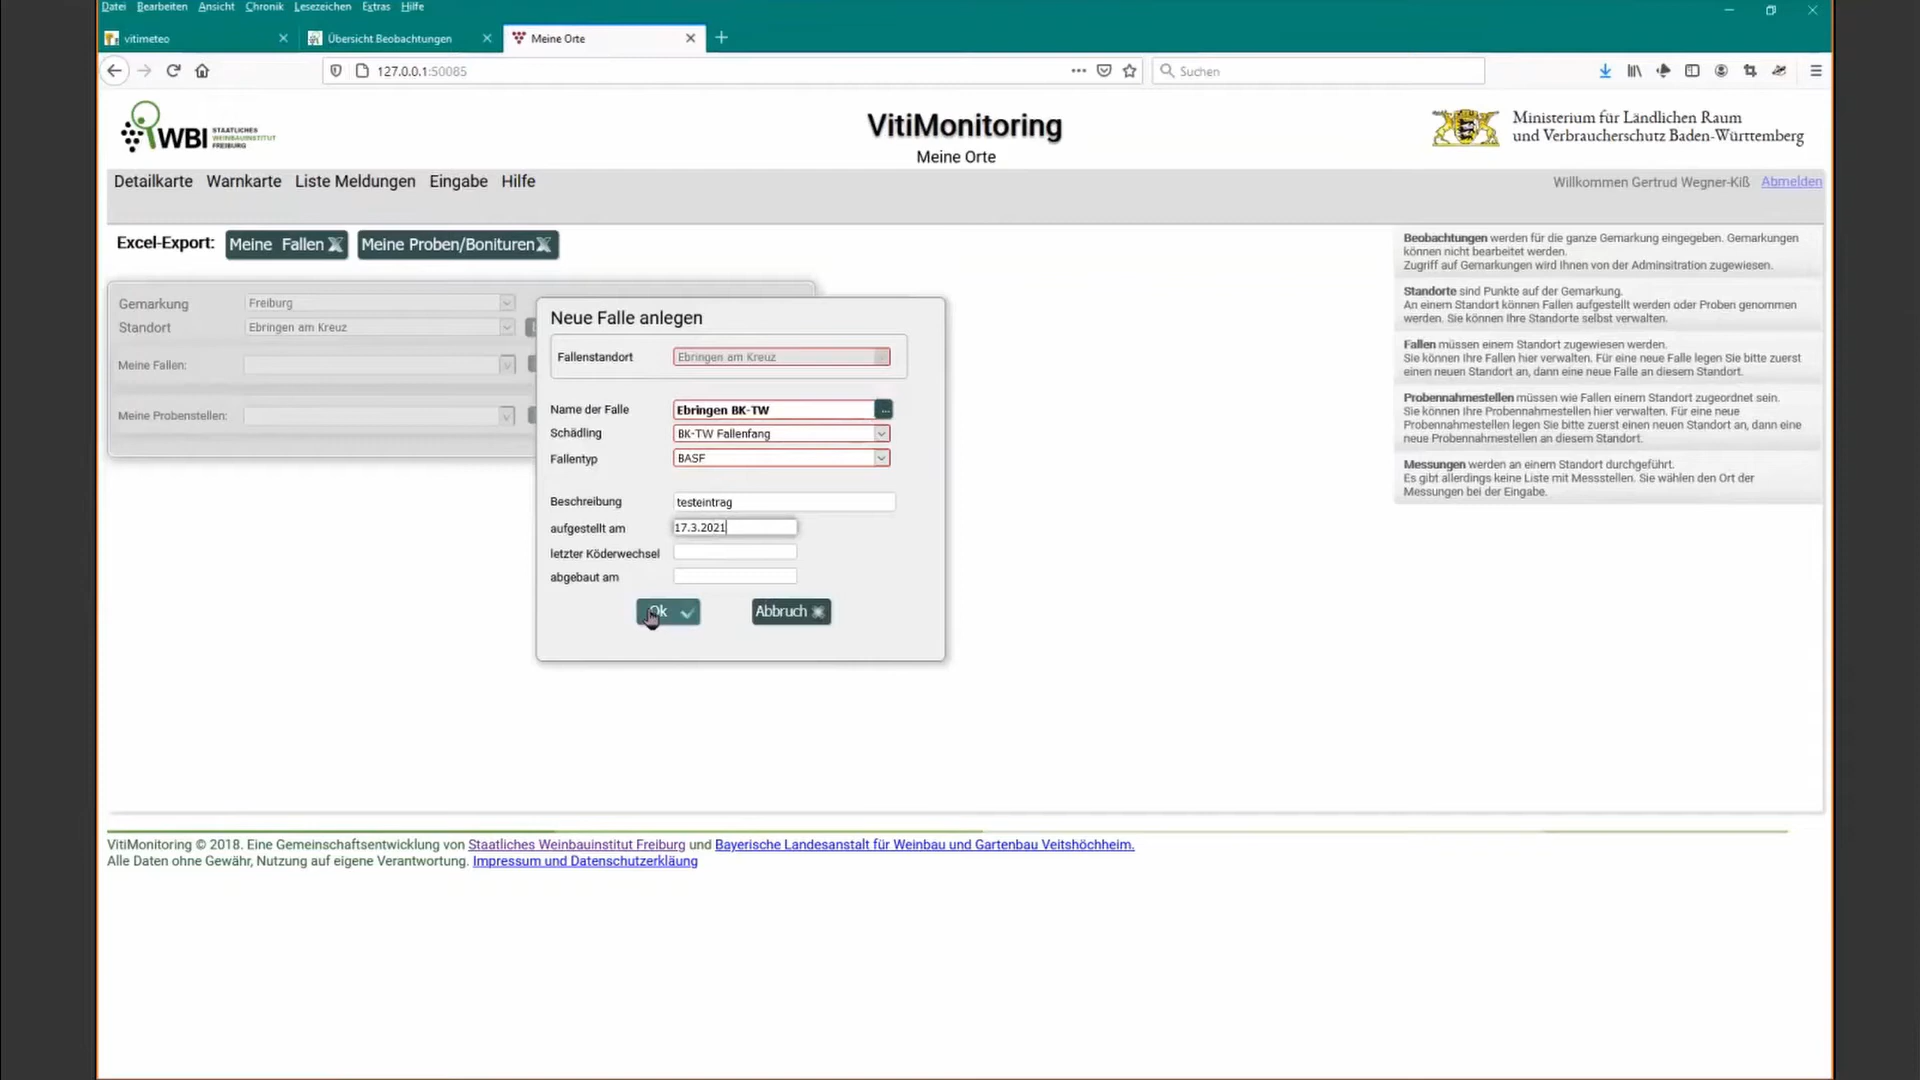 Datei Bearbeiten Ansicht Chronik Lesezeichen Extras Hilfe
vitimeteo
Übersicht Beobachtungen
Meine Orte
127.0.0.1:50085
Suchen
WBI STAATLICHES WEINBAUINSTITUT FREIBURG
VitiMonitoring
Meine Orte
Ministerium für Ländlichen Raum
und Verbraucherschutz Baden-Württemberg
Detailkarte Warnkarte Liste Meldungen Eingabe Hilfe
Willkommen Gertrud Wegner-Kiß Abmelden
Excel-Export: Meine Fallen Meine Proben/Bonituren
Gemarkung Freiburg
Standort Ebringen am Kreuz
Meine Fallen:
Meine Probenstellen:
Neue Falle anlegen
Fallenstandort Ebringen am Kreuz
Name der Falle Ebringen BK-TW ...
Schädling BK-TW Fallenfang
Fallentyp BASF
Beschreibung testeintrag
aufgestellt am 17.3.2021
letzter Köderwechsel
abgebaut am
Ok Abbruch
Beobachtungen werden für die ganze Gemarkung eingegeben. Gemarkungen
können nicht bearbeitet werden.
Zugriff auf Gemarkungen wird Ihnen von der Adminsitration zugewiesen.
Standorte sind Punkte auf der Gemarkung.
An einem Standort können Fallen aufgestellt werden oder Proben genommen
werden. Sie können Ihre Standorte selbst verwalten.
Fallen müssen einem Standort zugewiesen werden.
Sie können Ihre Fallen hier verwalten. Für eine neue Falle legen Sie bitte zuerst
einen neuen Standort an, dann eine neue Falle an diesem Standort.
Probennahmestellen müssen wie Fallen einem Standort zugeordnet sein.
Sie können Ihre Probennahmestellen hier verwalten. Für eine neue
Probennahmestellen legen Sie bitte zuerst einen neuen Standort an, dann eine
neue Probennahmestellen an diesem Standort.
Messungen werden an einem Standort durchgeführt.
Es gibt allerdings keine Liste mit Messstellen. Sie wählen den Ort der
Messungen bei der Eingabe.
VitiMonitoring © 2018. Eine Gemeinschaftsentwicklung von Staatliches Weinbauinstitut Freiburg und Bayerische Landesanstalt für Weinbau und Gartenbau Veitshöchheim.
Alle Daten ohne Gewähr, Nutzung auf eigene Verantwortung. Impressum und Datenschutzerkläung